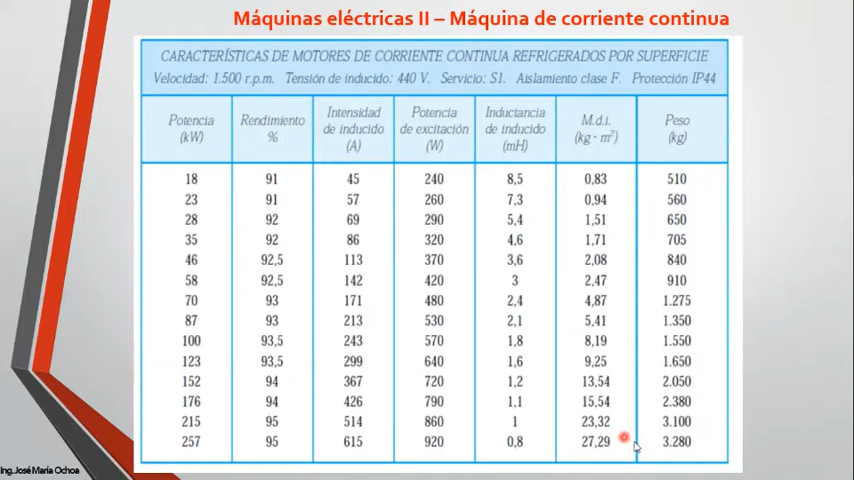 Máquinas eléctricas II – Máquina de corriente continua
CARACTERÍSTICAS DE MOTORES DE CORRIENTE CONTINUA REFRIGERADOS POR SUPERFICIE
Velocidad: 1.500 r.p.m. Tensión de inducido: 440 V. Servicio: S1. Aislamiento clase F. Protección IP44
Potencia (kW) Rendimiento % Intensidad de inducido (A) Potencia de excitación (W) Inductancia de inducido (mH) M.d.i. (kg · m²) Peso (kg)
18 91 45 240 8,5 0,83 510
23 91 57 260 7,3 0,94 560
28 92 69 290 5,4 1,51 650
35 92 86 320 4,6 1,71 705
46 92,5 113 370 3,6 2,08 840
58 92,5 142 420 3 2,47 910
70 93 171 480 2,4 4,87 1.275
87 93 213 530 2,1 5,41 1.350
100 93,5 243 570 1,8 8,19 1.550
123 93,5 299 640 1,6 9,25 1.650
152 94 367 720 1,2 13,54 2.050
176 94 426 790 1,1 15,54 2.380
215 95 514 860 1 23,32 3.100
257 95 615 920 0,8 27,29 3.280
Ing. José María Ochoa